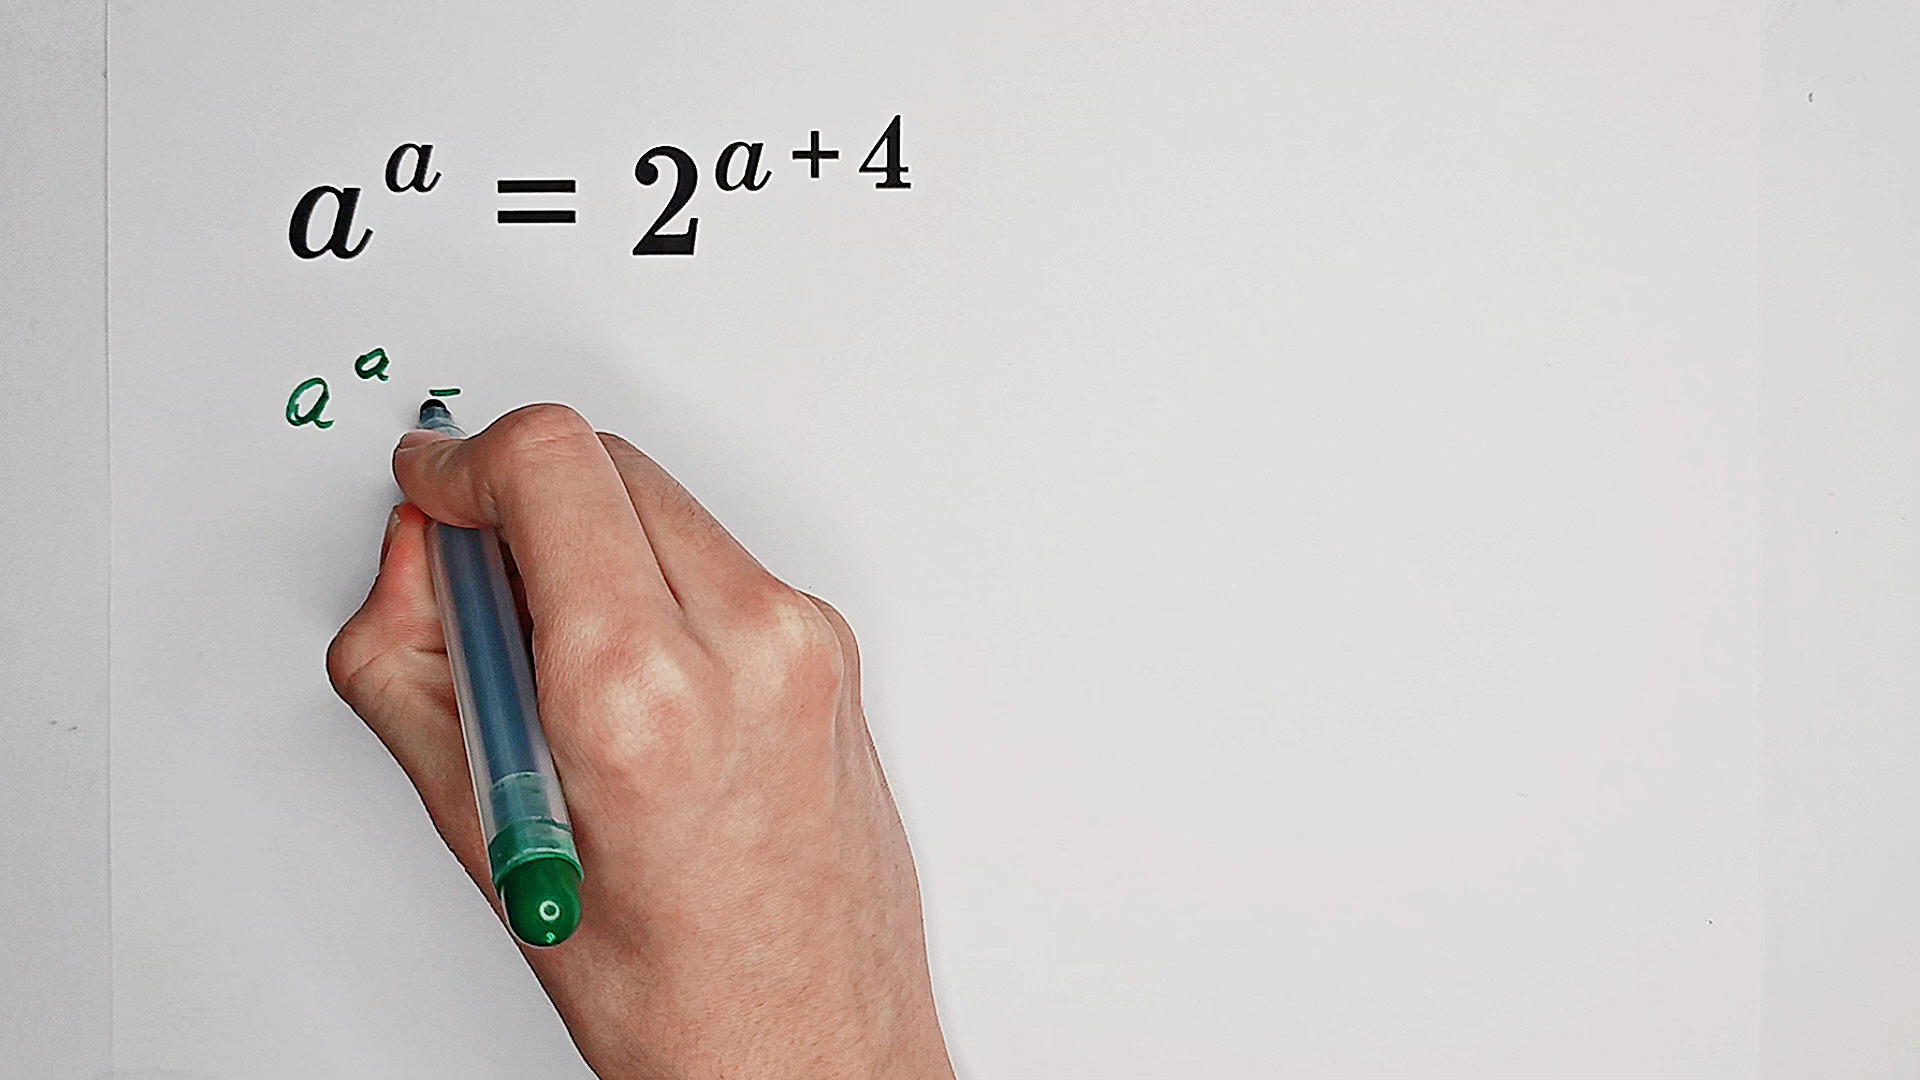 a^a = 2^{a+4}
a^a =